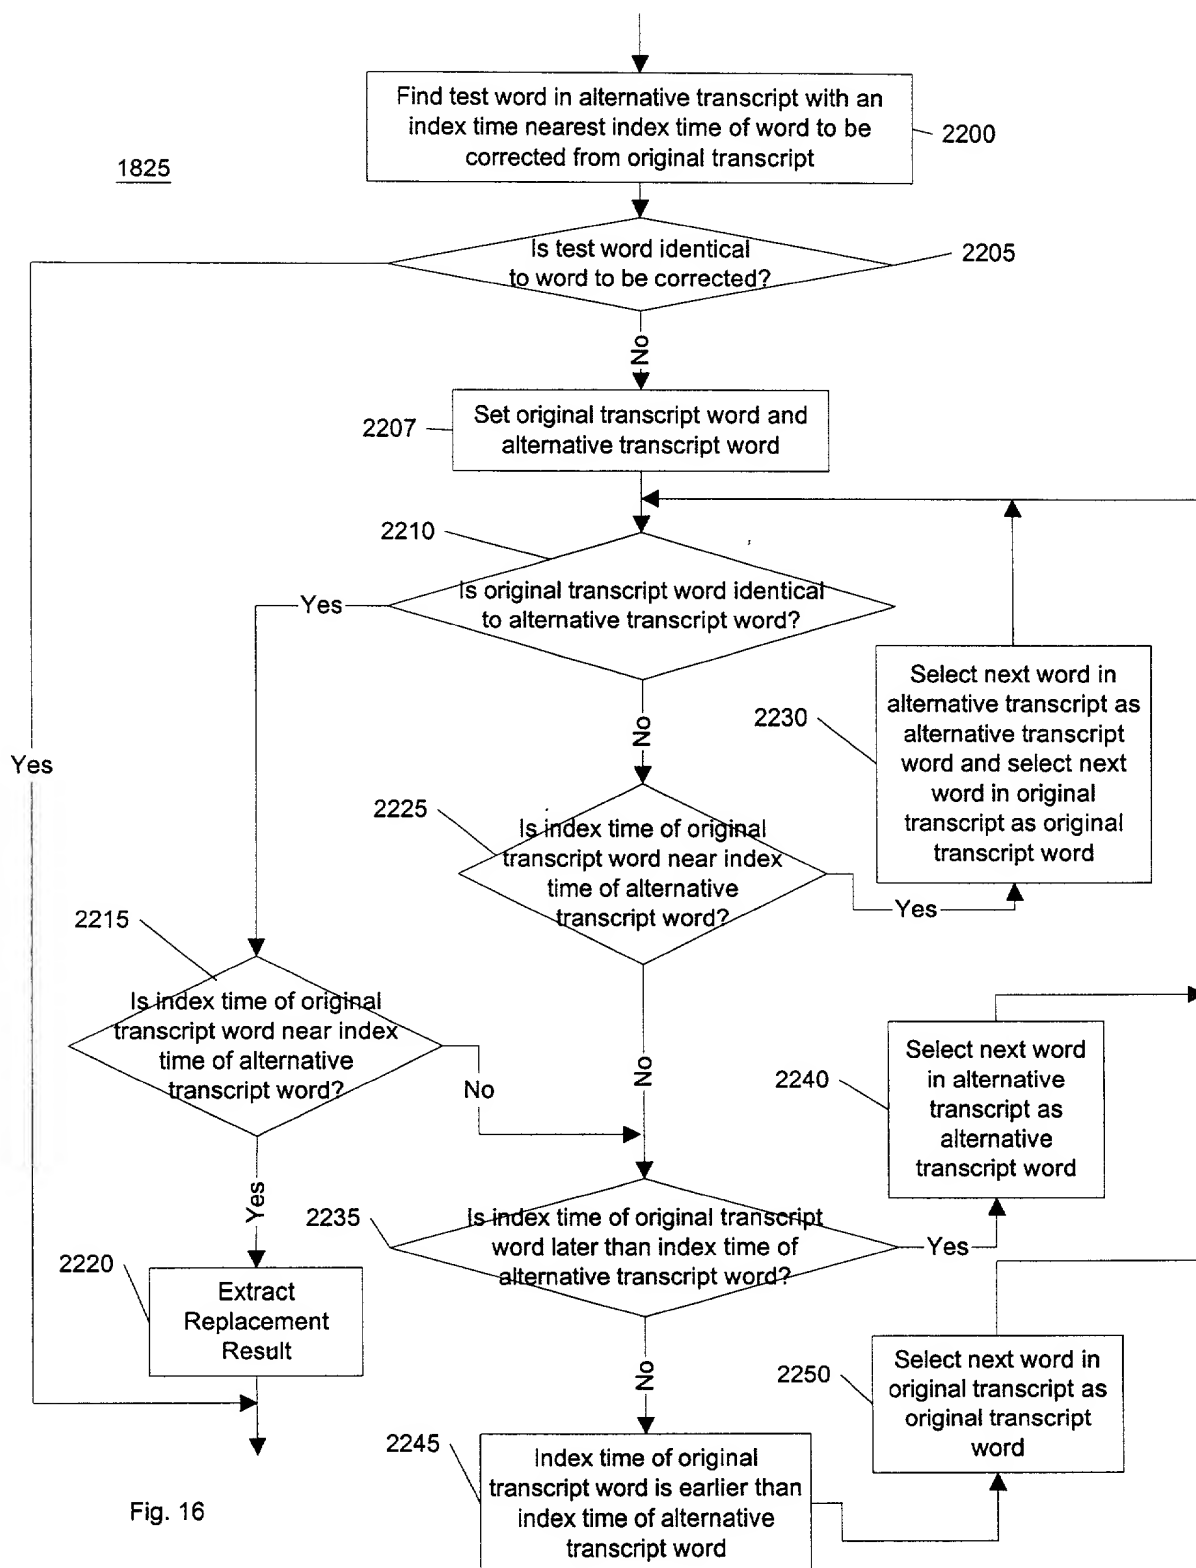 Find test word in alternative transcript with an
index time nearest index time of word to be
corrected from original transcript
2200
1825
Is test word identical
to word to be corrected?
2205
No
Set original transcript word and
alternative transcript word
2207
2210
Is original transcript word identical
to alternative transcript word?
Yes
No
Select next word in
alternative transcript as
alternative transcript
word and select next
word in original
transcript as original
transcript word
2230
Yes
2225
Is index time of original
transcript word near index
time of alternative
transcript word?
Yes
2215
Is index time of original
transcript word near index
time of alternative
transcript word?
No
No
Select next word
in alternative
transcript as
alternative
transcript word
2240
Yes
2235
Is index time of original transcript
word later than index time of
alternative transcript word?
Yes
2220
Extract
Replacement
Result
No
Select next word in
original transcript as
original transcript
word
2250
2245
Index time of original
transcript word is earlier than
index time of alternative
transcript word
Fig. 16